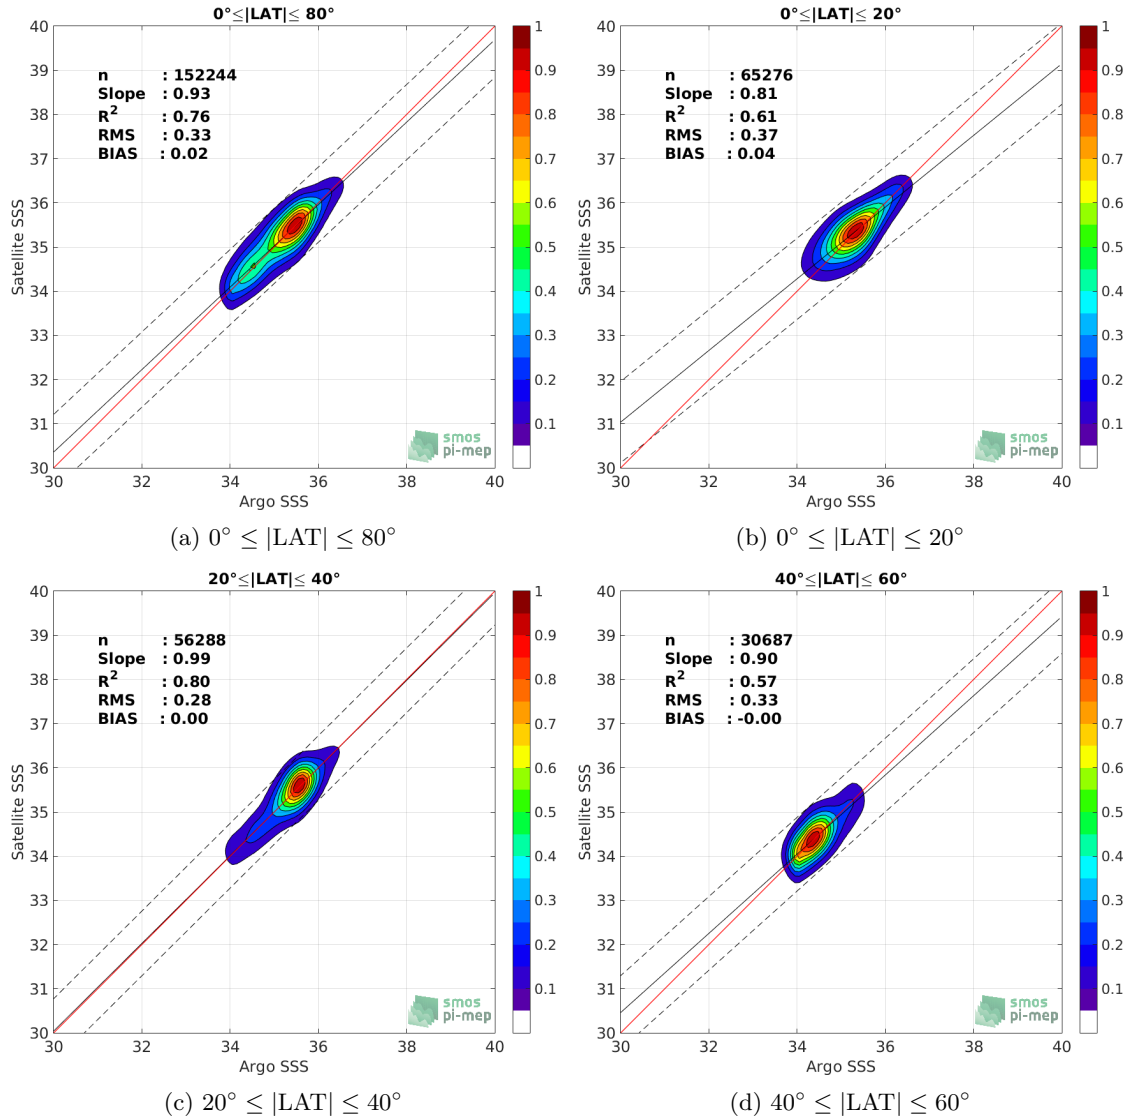 0°≤|LAT|≤ 80°
n : 152244
Slope : 0.93
R² : 0.76
RMS : 0.33
BIAS : 0.02
40
39
38
37
36
35
34
33
32
31
30
30 32 34 36 38 40
Satellite SSS
Argo SSS
1
0.9
0.8
0.7
0.6
0.5
0.4
0.3
0.2
0.1
smos
pi-mep
(a) 0° ≤ |LAT| ≤ 80°
0°≤|LAT|≤ 20°
n : 65276
Slope : 0.81
R² : 0.61
RMS : 0.37
BIAS : 0.04
40
39
38
37
36
35
34
33
32
31
30
30 32 34 36 38 40
Satellite SSS
Argo SSS
1
0.9
0.8
0.7
0.6
0.5
0.4
0.3
0.2
0.1
smos
pi-mep
(b) 0° ≤ |LAT| ≤ 20°
20°≤|LAT|≤ 40°
n : 56288
Slope : 0.99
R² : 0.80
RMS : 0.28
BIAS : 0.00
40
39
38
37
36
35
34
33
32
31
30
30 32 34 36 38 40
Satellite SSS
Argo SSS
1
0.9
0.8
0.7
0.6
0.5
0.4
0.3
0.2
0.1
smos
pi-mep
(c) 20° ≤ |LAT| ≤ 40°
40°≤|LAT|≤ 60°
n : 30687
Slope : 0.90
R² : 0.57
RMS : 0.33
BIAS : -0.00
40
39
38
37
36
35
34
33
32
31
30
30 32 34 36 38 40
Satellite SSS
Argo SSS
1
0.9
0.8
0.7
0.6
0.5
0.4
0.3
0.2
0.1
smos
pi-mep
(d) 40° ≤ |LAT| ≤ 60°